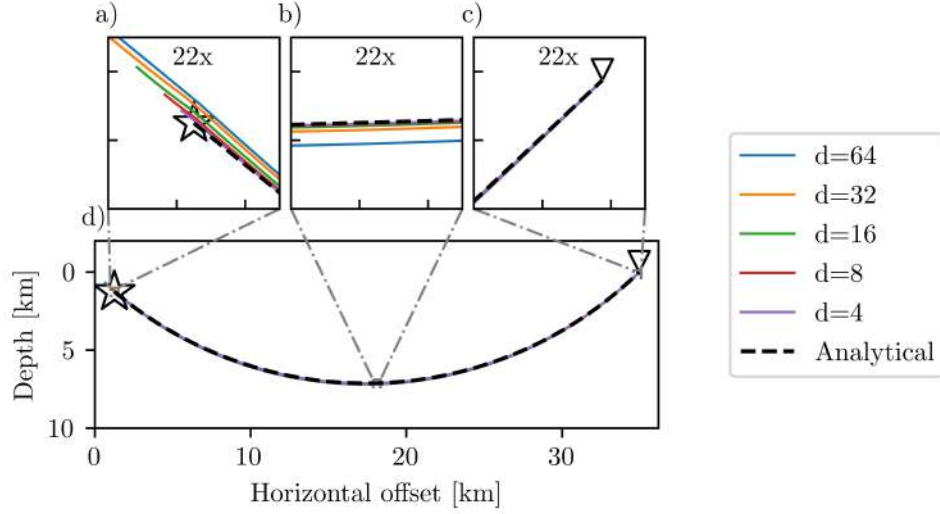 a)
b)
c)
22x
22x
22x
d=64
d=32
d=16
d=8
d=4
Analytical
d)
0
5
10
Depth [km]
0
10
20
30
Horizontal offset [km]